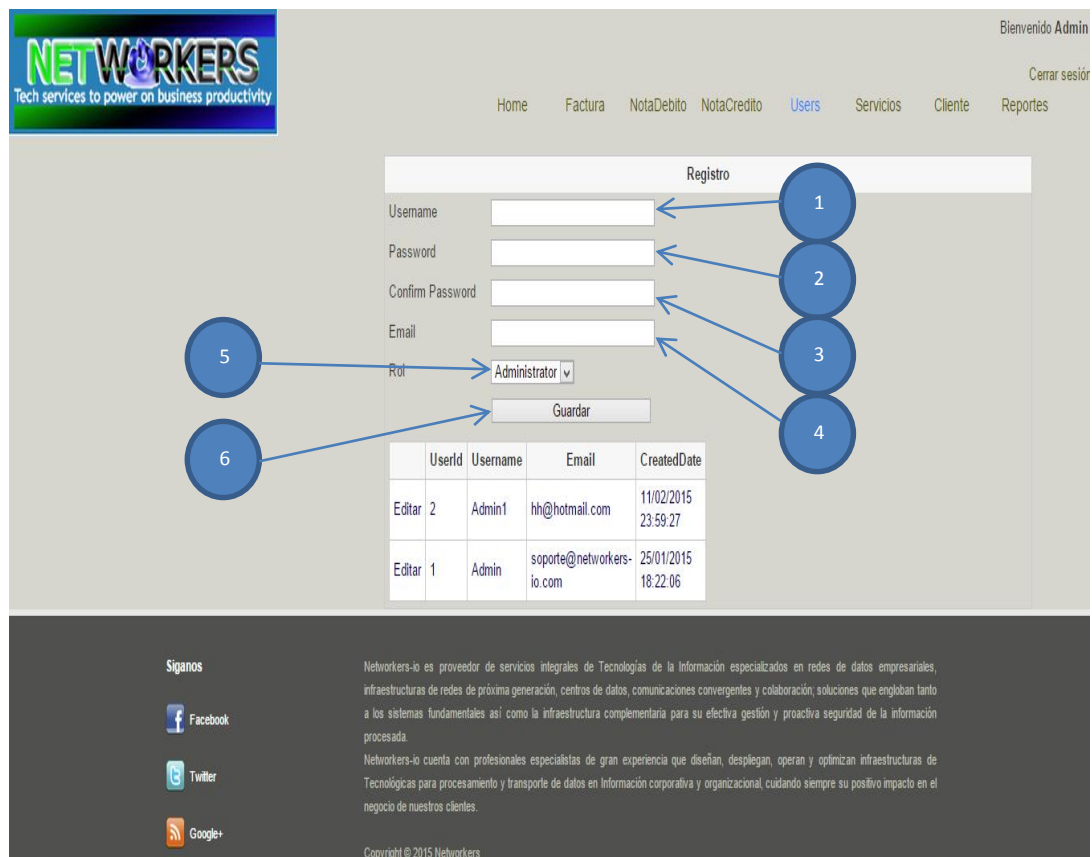 NETWORKERS
Tech services to power on business productivity
Bienvenido Admin
Cerrar sesión
Home Factura NotaDebito NotaCredito Users Servicios Cliente Reportes
Registro
Username
1
Password
2
Confirm Password
3
Email
4
5
Rol Administrator
Guardar
6
UserId Username Email CreatedDate
Editar 2 Admin1 hh@hotmail.com 11/02/2015
23:59:27
Editar 1 Admin soporte@networkers- 25/01/2015
io.com 18:22:06
Siganos
Facebook
Twitter
Google+
Networkers-io es proveedor de servicios integrales de Tecnologías de la Información especializados en redes de datos empresariales,
infraestructuras de redes de próxima generación, centros de datos, comunicaciones convergentes y colaboración; soluciones que engloban tanto
a los sistemas fundamentales así como la infraestructura complementaria para su efectiva gestión y proactiva seguridad de la información
procesada.
Networkers-io cuenta con profesionales especialistas de gran experiencia que diseñan, despliegan, operan y optimizan infraestructuras de
Tecnológicas para procesamiento y transporte de datos en Información corporativa y organizacional, cuidando siempre su positivo impacto en el
negocio de nuestros clientes.
Copyright © 2015 Networkers